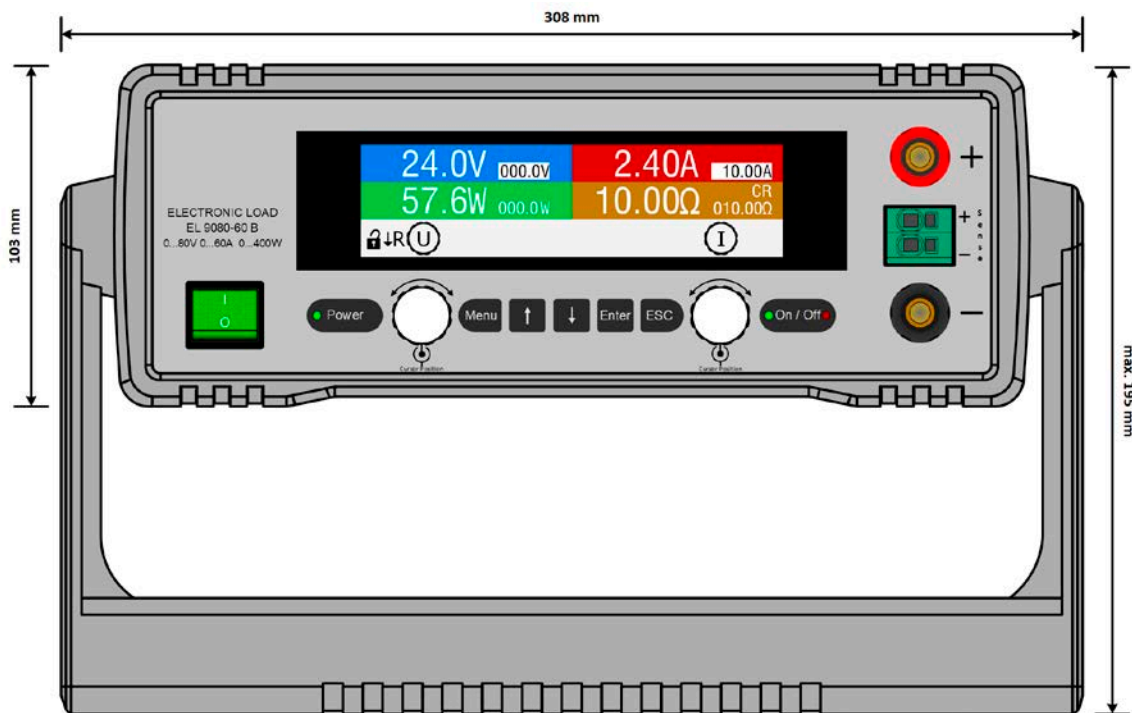 308 mm
103 mm
max. 195 mm
24.0V 000.0V 2.40A 10.00A
57.6W 000.0W 10.00Ω CR 010.00Ω
↓R U I
ELECTRONIC LOAD
EL 9080-60 B
0...80V 0...60A 0...400W
+
+
Sense
−
−
I
O
Power
Menu
↑
↓
Enter
ESC
On / Off
Cursor Position
Cursor Position